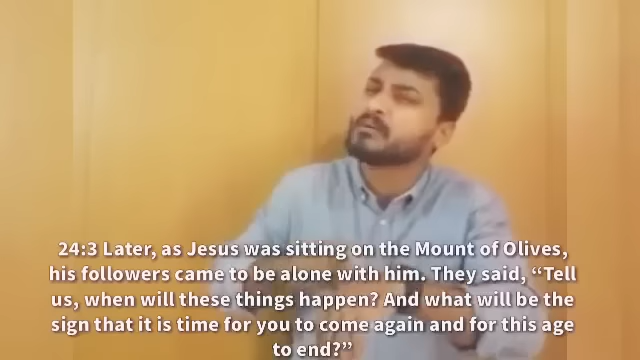 24:3 Later, as Jesus was sitting on the Mount of Olives,
his followers came to be alone with him. They said, “Tell
us, when will these things happen? And what will be the
sign that it is time for you to come again and for this age
to end?”